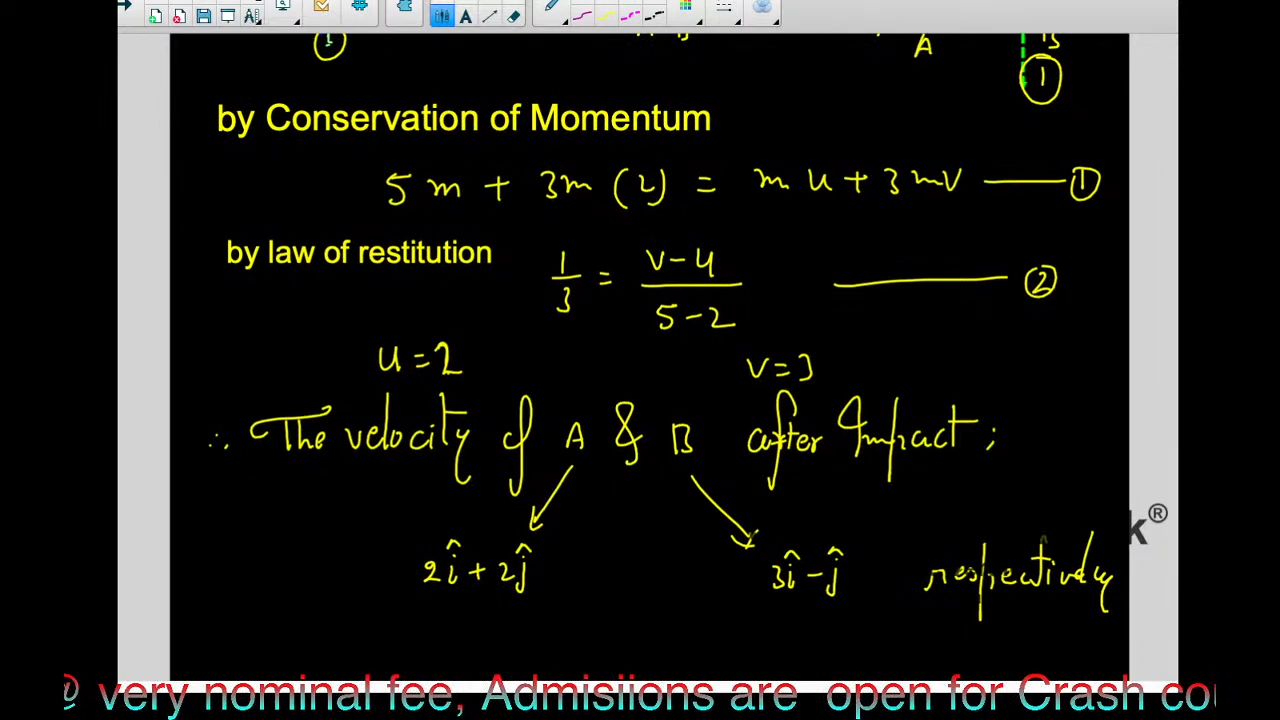 ① A B ①
by Conservation of Momentum
5m + 3m (2) = mu + 3mv —— ①
by law of restitution 1/3 = (v-u)/(5-2) —— ②
u = 2 v = 3
∴ The velocity of A & B after Impact ;
2î + 2ĵ 3î - ĵ respectively
k®
@ very nominal fee, Admisiions are open for Crash co